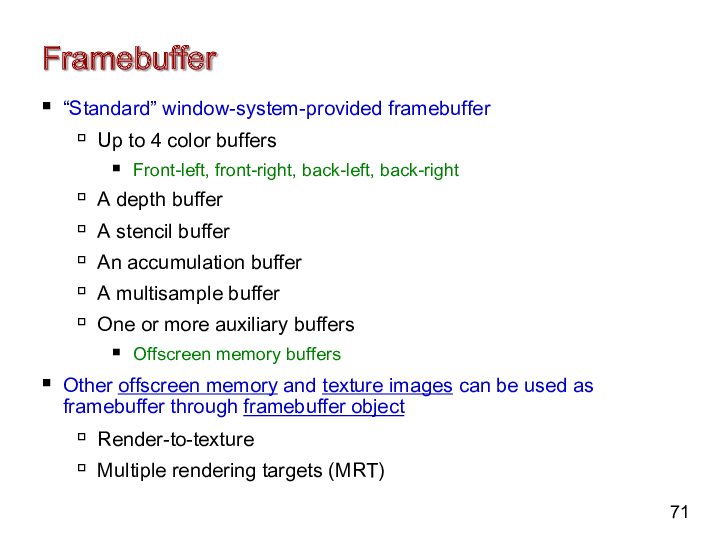 Framebuffer
“Standard” window-system-provided framebuffer
Up to 4 color buffers
Front-left, front-right, back-left, back-right
A depth buffer
A stencil buffer
An accumulation buffer
A multisample buffer
One or more auxiliary buffers
Offscreen memory buffers
Other offscreen memory and texture images can be used as
framebuffer through framebuffer object
Render-to-texture
Multiple rendering targets (MRT)
71